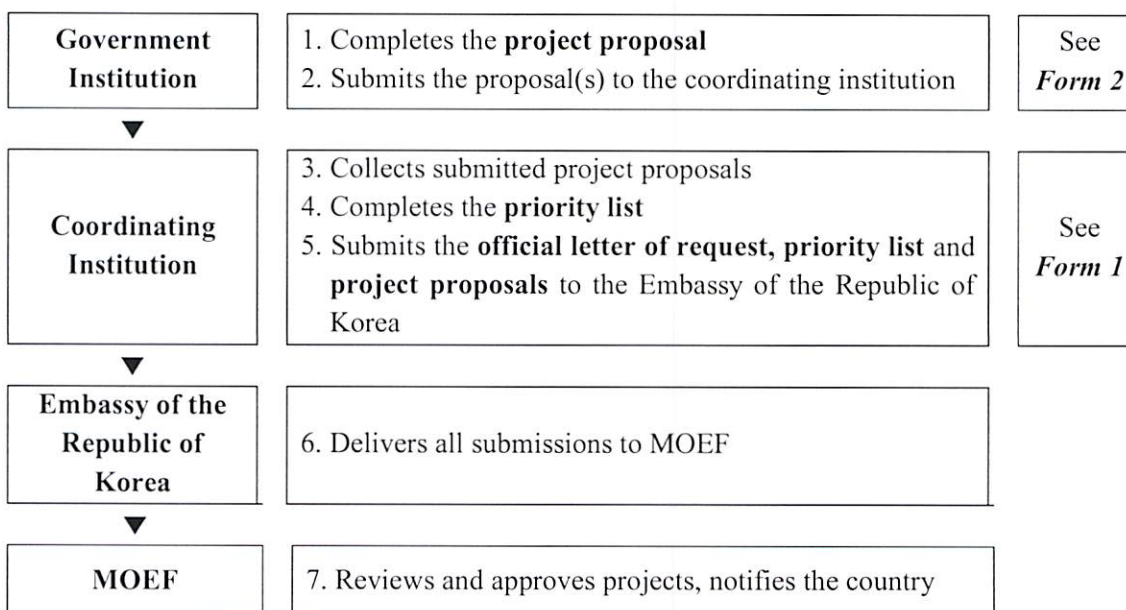 Government
Institution
1. Completes the project proposal
2. Submits the proposal(s) to the coordinating institution
See
Form 2
Coordinating
Institution
3. Collects submitted project proposals
4. Completes the priority list
5. Submits the official letter of request, priority list and
project proposals to the Embassy of the Republic of
Korea
See
Form 1
Embassy of the
Republic of
Korea
6. Delivers all submissions to MOEF
MOEF
7. Reviews and approves projects, notifies the country